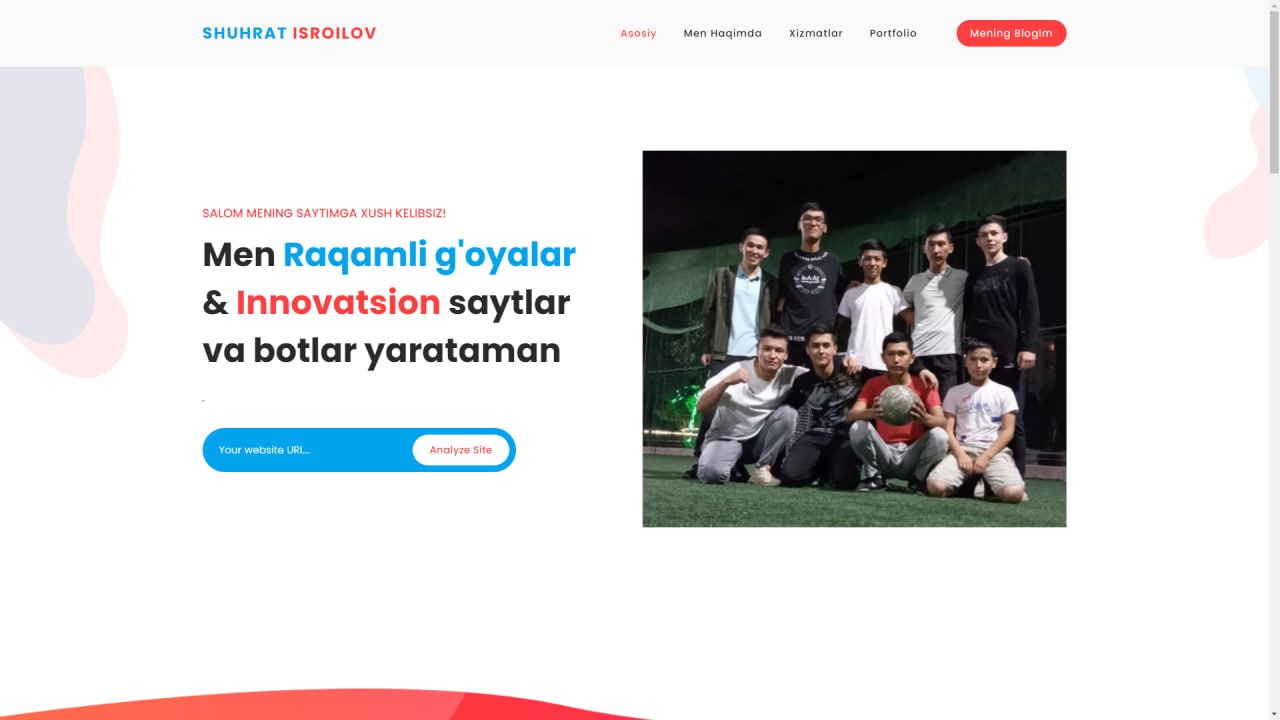 SHUHRAT ISROILOV
Asosiy
Men Haqimda
Xizmatlar
Portfolio
Mening Blogim
SALOM MENING SAYTIMGA XUSH KELIBSIZ!
Men Raqamli g'oyalar
& Innovatsion saytlar
va botlar yarataman
.
Your website URL...
Analyze Site